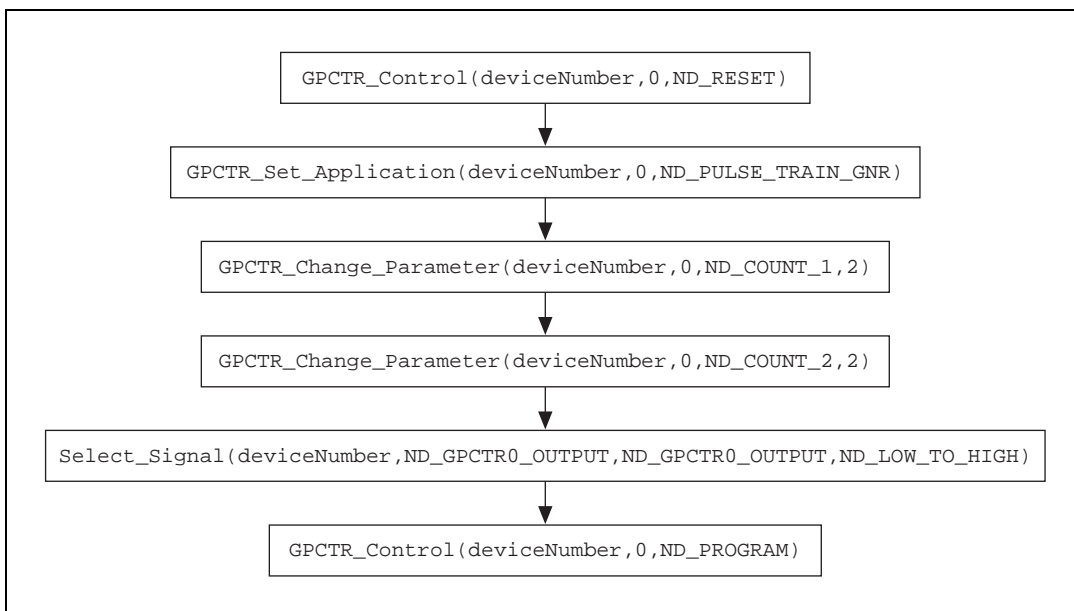 GPCTR_Control(deviceNumber,0,ND_RESET)
GPCTR_Set_Application(deviceNumber,0,ND_PULSE_TRAIN_GNR)
GPCTR_Change_Parameter(deviceNumber,0,ND_COUNT_1,2)
GPCTR_Change_Parameter(deviceNumber,0,ND_COUNT_2,2)
Select_Signal(deviceNumber,ND_GPCTR0_OUTPUT,ND_GPCTR0_OUTPUT,ND_LOW_TO_HIGH)
GPCTR_Control(deviceNumber,0,ND_PROGRAM)